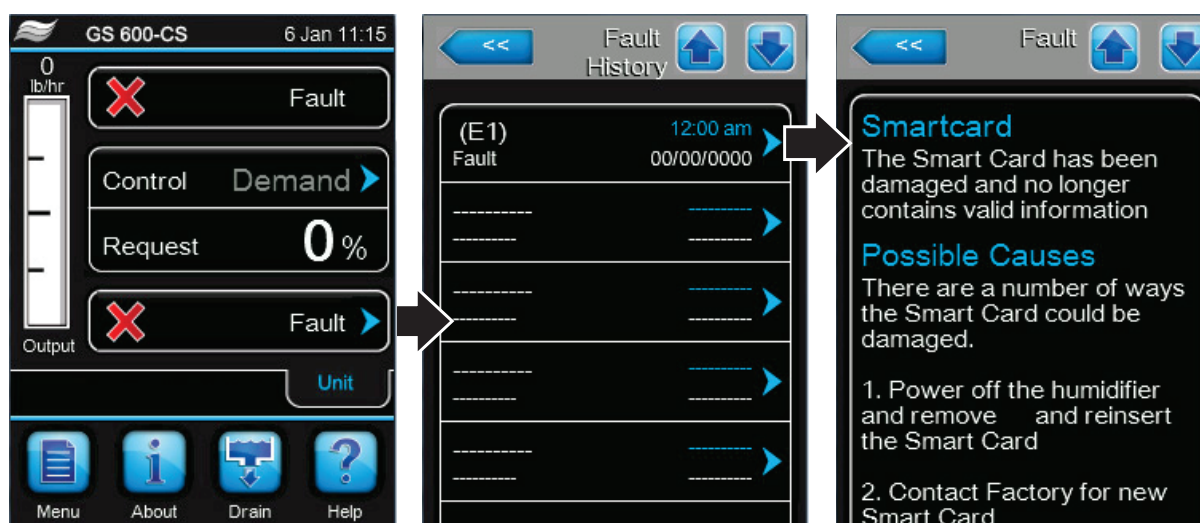 GS 600-CS 6 Jan 11:15
0
lb/hr
Fault
Control Demand
Request 0 %
Fault
Output
Unit
Menu About Drain Help
<<
Fault
History
(E1) 12:00 am
Fault 00/00/0000
---------- ----------
---------- ----------
---------- ----------
---------- ----------
---------- ----------
---------- ----------
---------- ----------
---------- ----------
<<
Fault
Smartcard
The Smart Card has been
damaged and no longer
contains valid information
Possible Causes
There are a number of ways
the Smart Card could be
damaged.
1. Power off the humidifier
and remove and reinsert
the Smart Card
2. Contact Factory for new
Smart Card